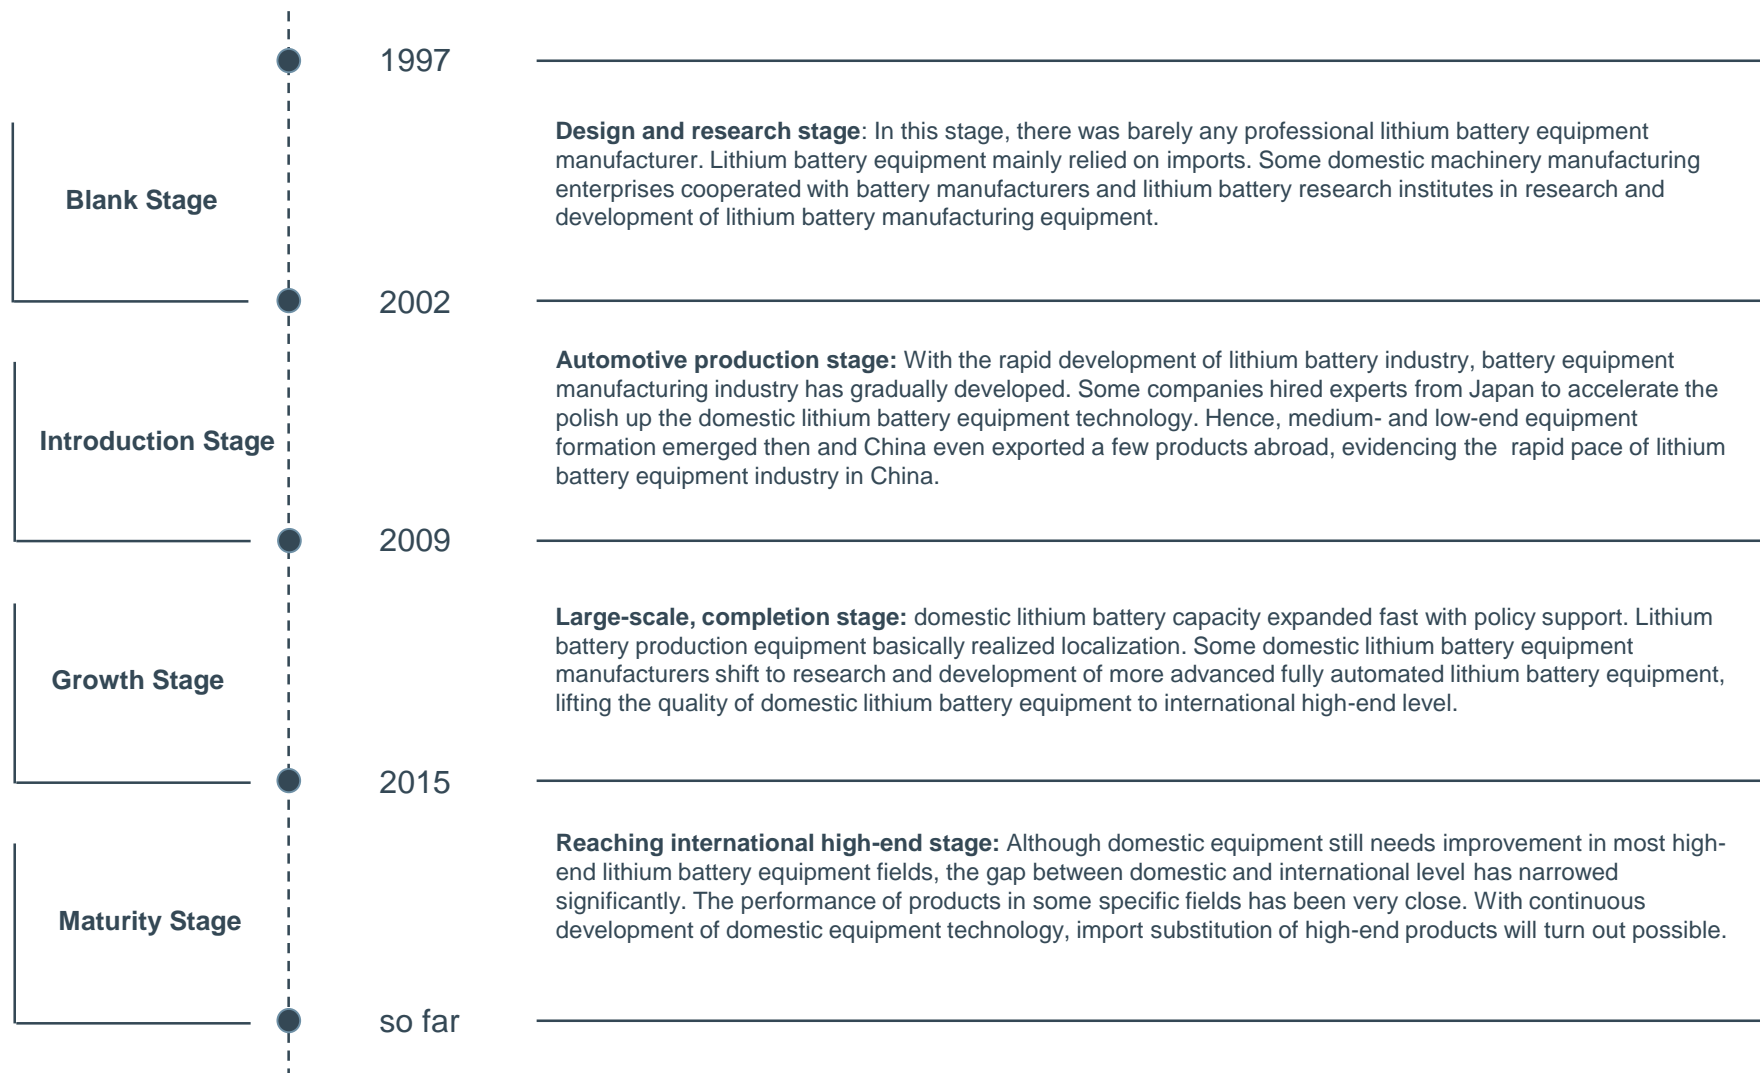 1997
Blank Stage
Design and research stage: In this stage, there was barely any professional lithium battery equipment
manufacturer. Lithium battery equipment mainly relied on imports. Some domestic machinery manufacturing
enterprises cooperated with battery manufacturers and lithium battery research institutes in research and
development of lithium battery manufacturing equipment.
2002
Introduction Stage
Automotive production stage: With the rapid development of lithium battery industry, battery equipment
manufacturing industry has gradually developed. Some companies hired experts from Japan to accelerate the
polish up the domestic lithium battery equipment technology. Hence, medium- and low-end equipment
formation emerged then and China even exported a few products abroad, evidencing the rapid pace of lithium
battery equipment industry in China.
2009
Growth Stage
Large-scale, completion stage: domestic lithium battery capacity expanded fast with policy support. Lithium
battery production equipment basically realized localization. Some domestic lithium battery equipment
manufacturers shift to research and development of more advanced fully automated lithium battery equipment,
lifting the quality of domestic lithium battery equipment to international high-end level.
2015
Maturity Stage
Reaching international high-end stage: Although domestic equipment still needs improvement in most high-
end lithium battery equipment fields, the gap between domestic and international level has narrowed
significantly. The performance of products in some specific fields has been very close. With continuous
development of domestic equipment technology, import substitution of high-end products will turn out possible.
so far